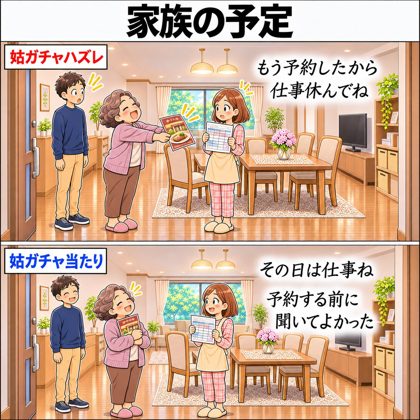 家族の予定
姑ガチャハズレ
もう予約したから
仕事休んでね
姑ガチャ当たり
その日は仕事ね
予約する前に
聞いてよかった